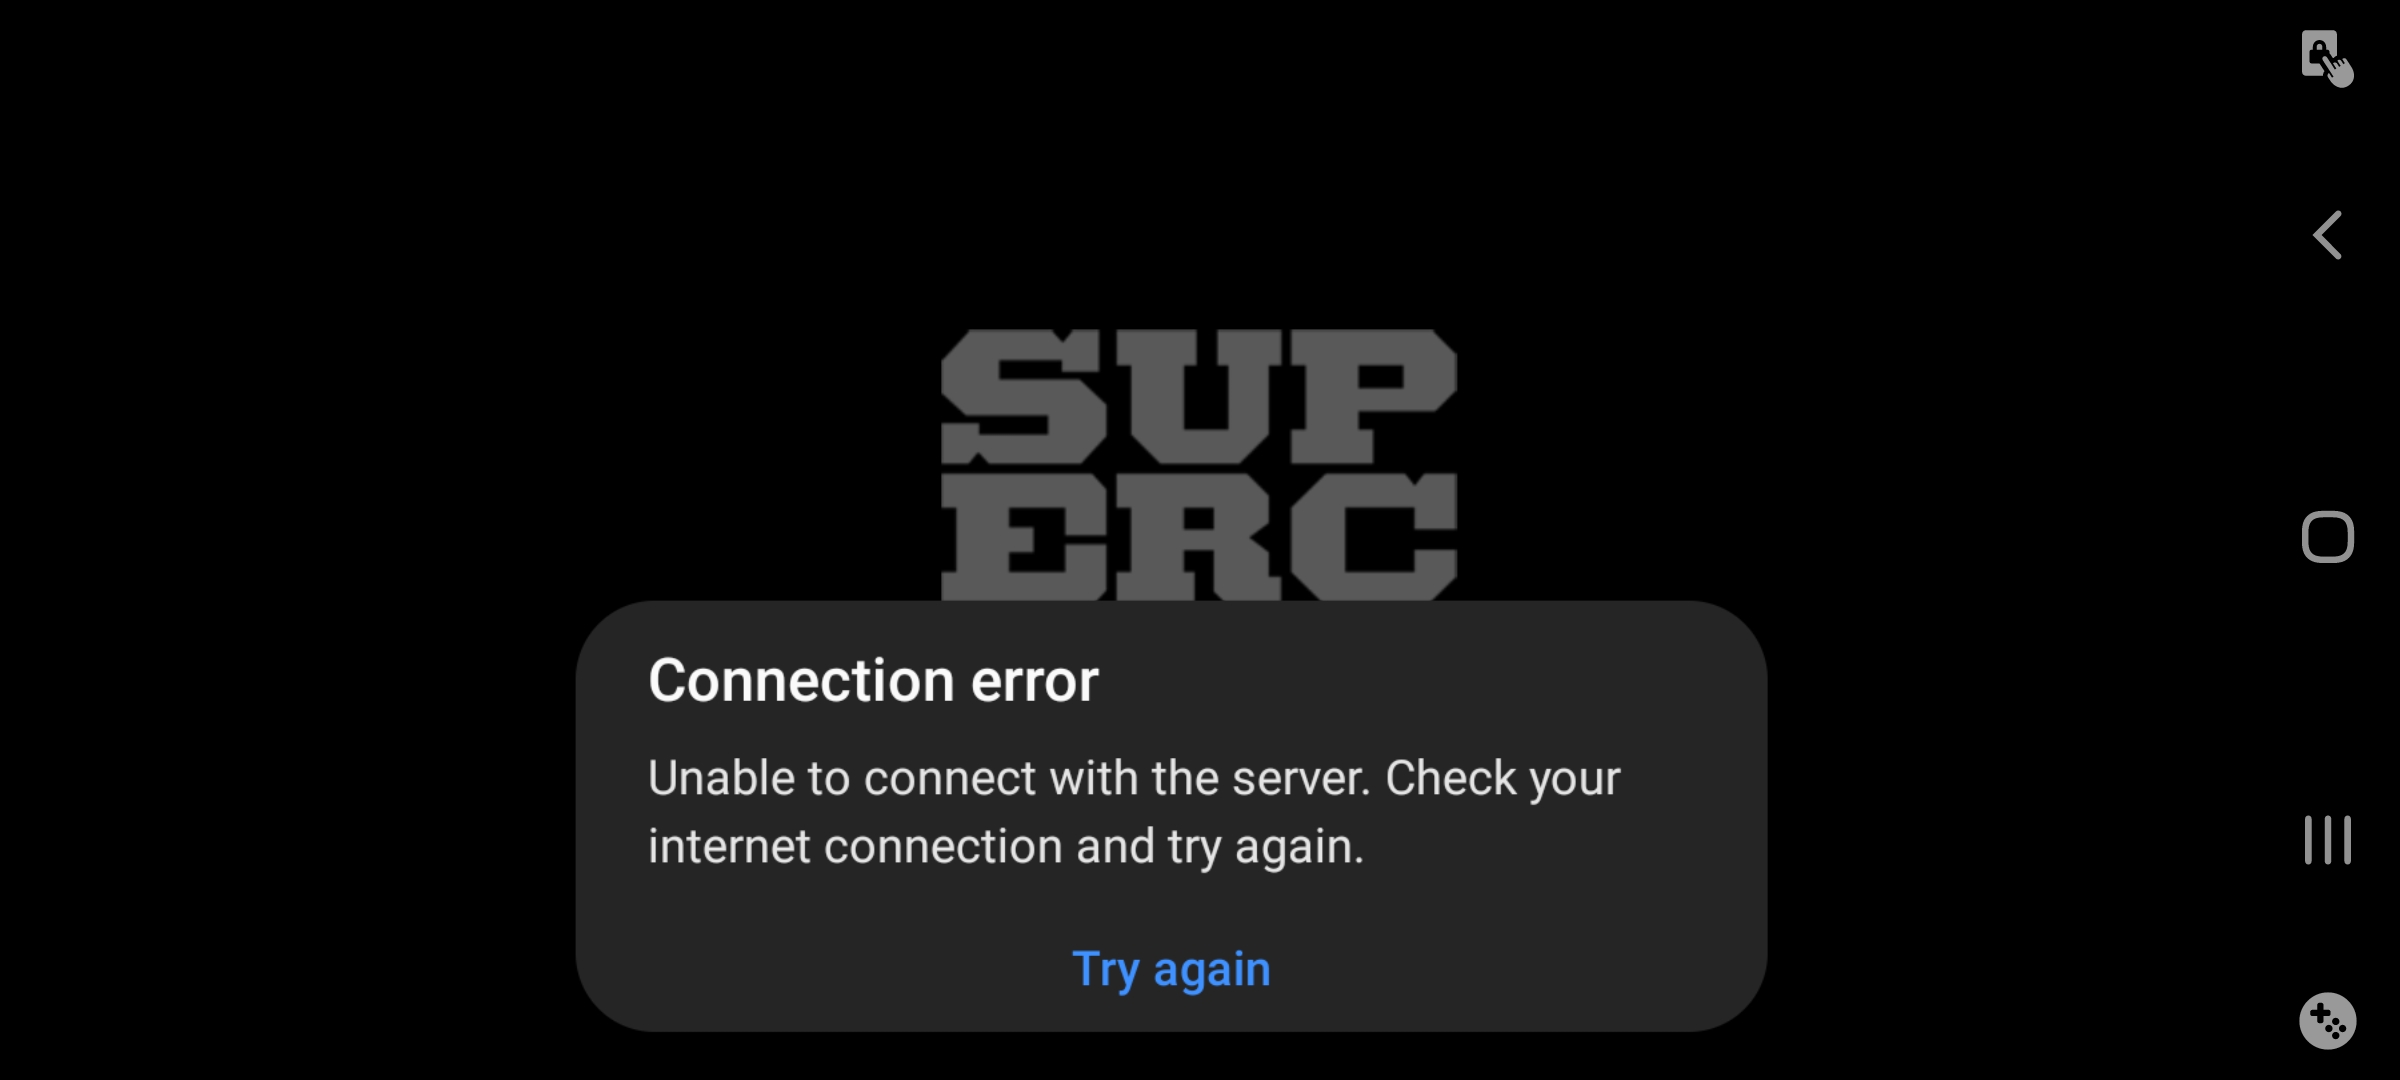 SUP
ERC
Connection error
Unable to connect with the server. Check your
internet connection and try again.
Try again